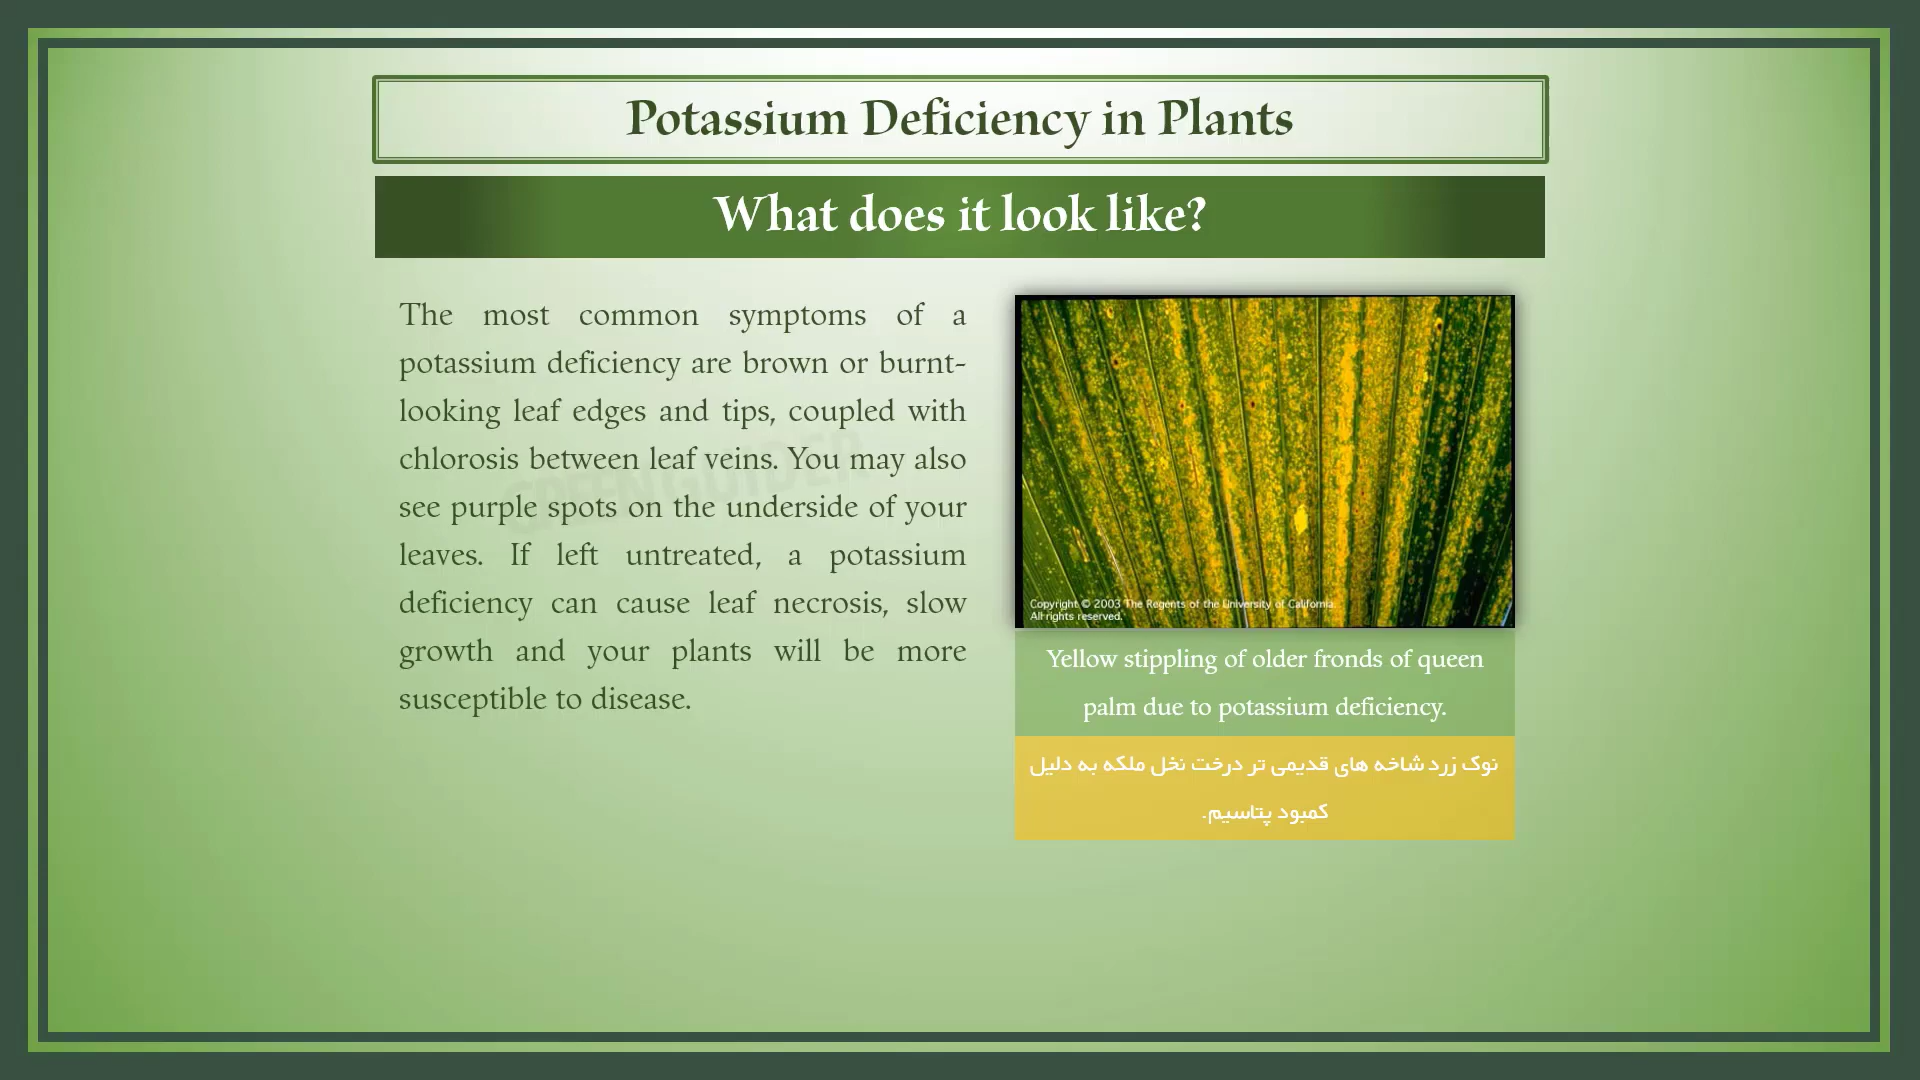 Potassium Deficiency in Plants
What does it look like?
The most common symptoms of a
potassium deficiency are brown or burnt-
looking leaf edges and tips, coupled with
chlorosis between leaf veins. You may also
see purple spots on the underside of your
leaves. If left untreated, a potassium
deficiency can cause leaf necrosis, slow
growth and your plants will be more
susceptible to disease.
GREEN GUIDER
Copyright © 2003 The Regents of the University of California.
All rights reserved.
Yellow stippling of older fronds of queen
palm due to potassium deficiency.
نوک زرد شاخه های قدیمی تر درخت نخل ملکه به دلیل
کمبود پتاسیم.